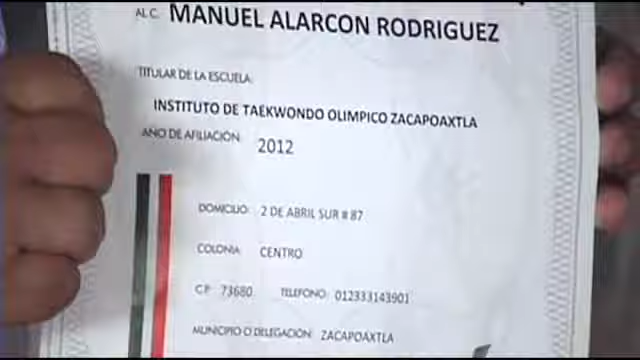 AL C. MANUEL ALARCON RODRIGUEZ
TITULAR DE LA ESCUELA:
INSTITUTO DE TAEKWONDO OLIMPICO ZACAPOAXTLA
AÑO DE AFILIACIÓN: 2012
DOMICILIO: 2 DE ABRIL SUR # 87
COLONIA: CENTRO
C.P. 73680 TELEFONO: 012333143901
MUNICIPIO O DELEGACIÓN: ZACAPOAXTLA